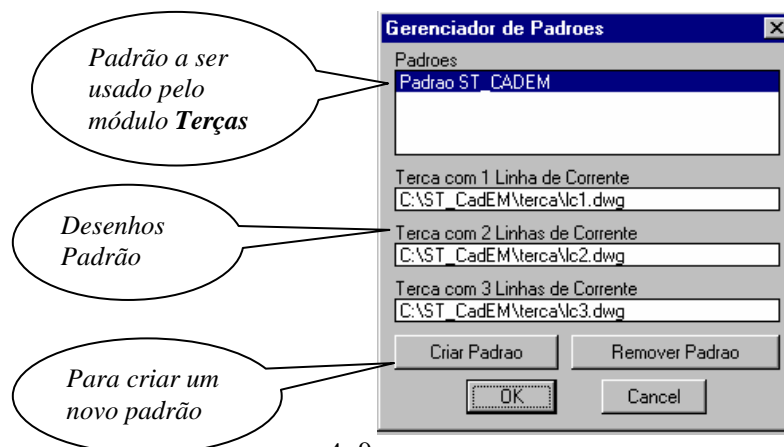 Padrão a ser
usado pelo
módulo Terças
Desenhos
Padrão
Para criar um
novo padrão
Gerenciador de Padroes
Padroes
Padrao ST_CADEM
Terca com 1 Linha de Corrente
C:\ST_CadEM\terca\lc1.dwg
Terca com 2 Linhas de Corrente
C:\ST_CadEM\terca\lc2.dwg
Terca com 3 Linhas de Corrente
C:\ST_CadEM\terca\lc3.dwg
Criar Padrao
Remover Padrao
OK
Cancel